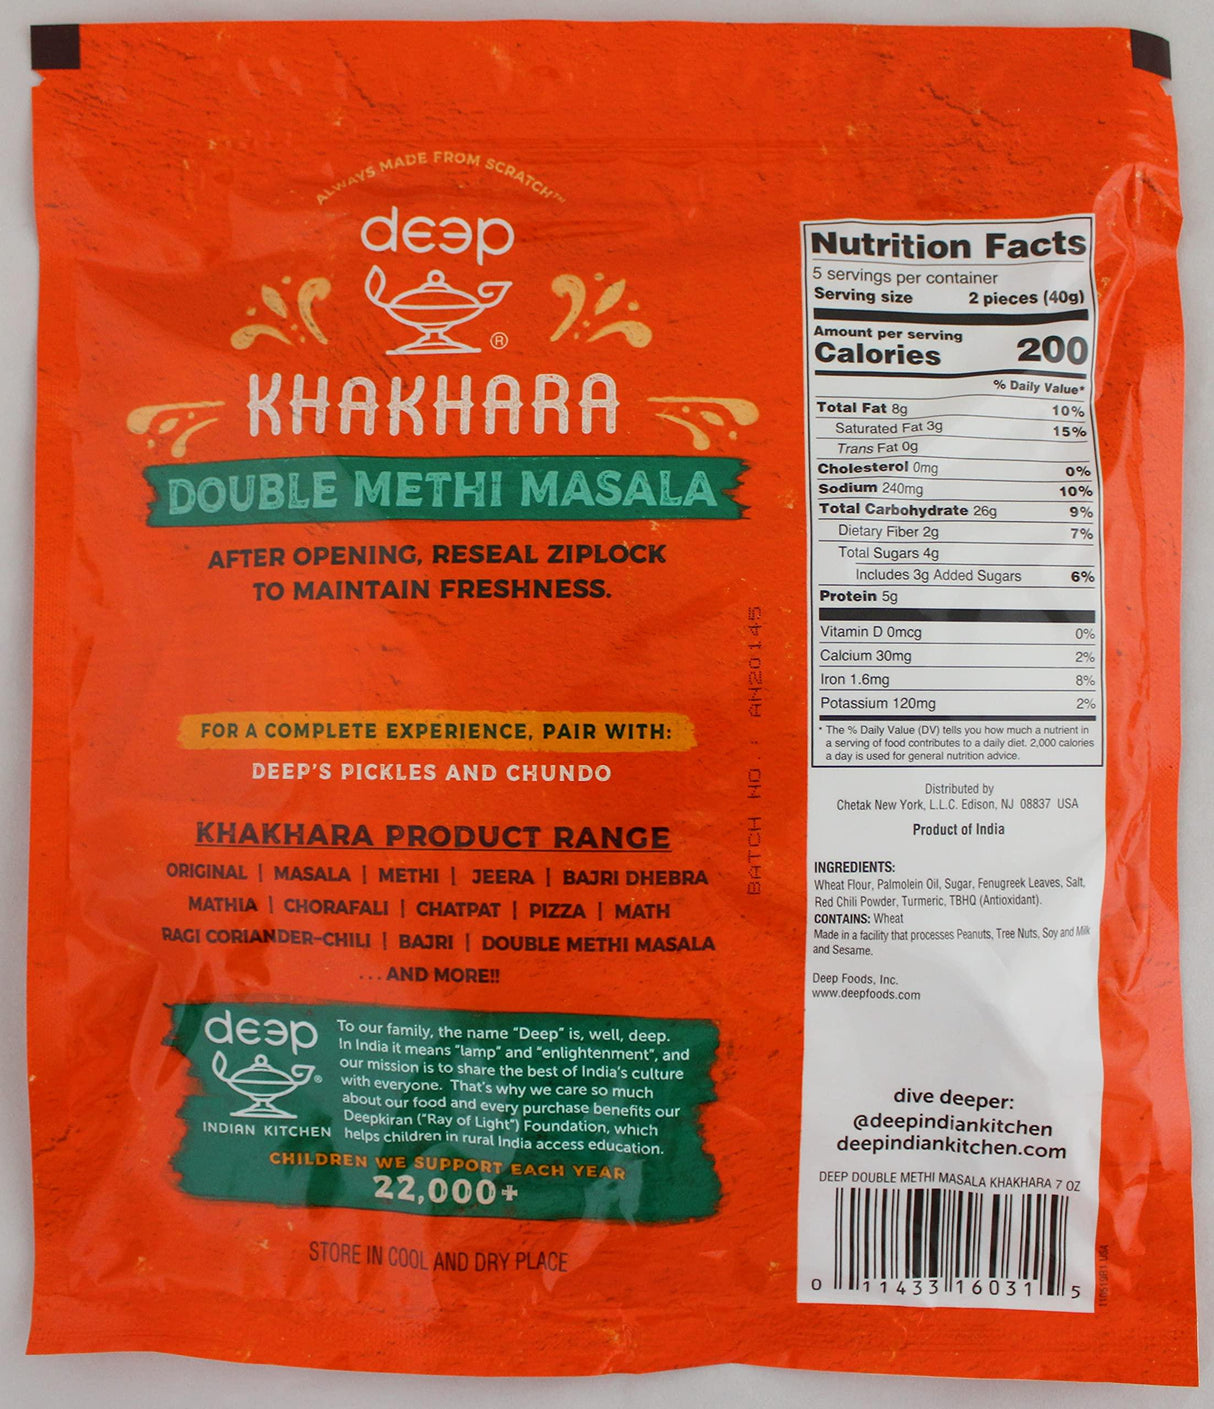 ALWAYS MADE FROM SCRATCH™
deep
®
KHAKHARA
DOUBLE METHI MASALA
AFTER OPENING, RESEAL ZIPLOCK
TO MAINTAIN FRESHNESS.
FOR A COMPLETE EXPERIENCE, PAIR WITH:
DEEP'S PICKLES AND CHUNDO
KHAKHARA PRODUCT RANGE
ORIGINAL | MASALA | METHI | JEERA | BAJRI DHEBRA
MATHIA | CHORAFALI | CHATPAT | PIZZA | MATH
RAGI CORIANDER-CHILI | BAJRI | DOUBLE METHI MASALA
...AND MORE!!
deep
®
INDIAN KITCHEN
To our family, the name "Deep" is, well, deep.
In India it means "lamp" and "enlightenment", and
our mission is to share the best of India's culture
with everyone. That's why we care so much
about our food and every purchase benefits our
Deepkiran ("Ray of Light") Foundation, which
helps children in rural India access education.
CHILDREN WE SUPPORT EACH YEAR
22,000+
STORE IN COOL AND DRY PLACE
BATCH NO. : AH20145
Nutrition Facts
5 servings per container
Serving size 2 pieces (40g)
Amount per serving
Calories 200
% Daily Value*
Total Fat 8g 10%
Saturated Fat 3g 15%
Trans Fat 0g
Cholesterol 0mg 0%
Sodium 240mg 10%
Total Carbohydrate 26g 9%
Dietary Fiber 2g 7%
Total Sugars 4g
Includes 3g Added Sugars 6%
Protein 5g
Vitamin D 0mcg 0%
Calcium 30mg 2%
Iron 1.6mg 8%
Potassium 120mg 2%
* The % Daily Value (DV) tells you how much a nutrient in
a serving of food contributes to a daily diet. 2,000 calories
a day is used for general nutrition advice.
Distributed by
Chetak New York, L.L.C. Edison, NJ 08837 USA
Product of India
INGREDIENTS:
Wheat Flour, Palmolein Oil, Sugar, Fenugreek Leaves, Salt,
Red Chili Powder, Turmeric, TBHQ (Antioxidant).
CONTAINS: Wheat
Made in a facility that processes Peanuts, Tree Nuts, Soy and Milk
and Sesame.
Deep Foods, Inc.
www.deepfoods.com
dive deeper:
@deepindiankitchen
deepindiankitchen.com
DEEP DOUBLE METHI MASALA KHAKHARA 7 OZ
0 11433 16031 5